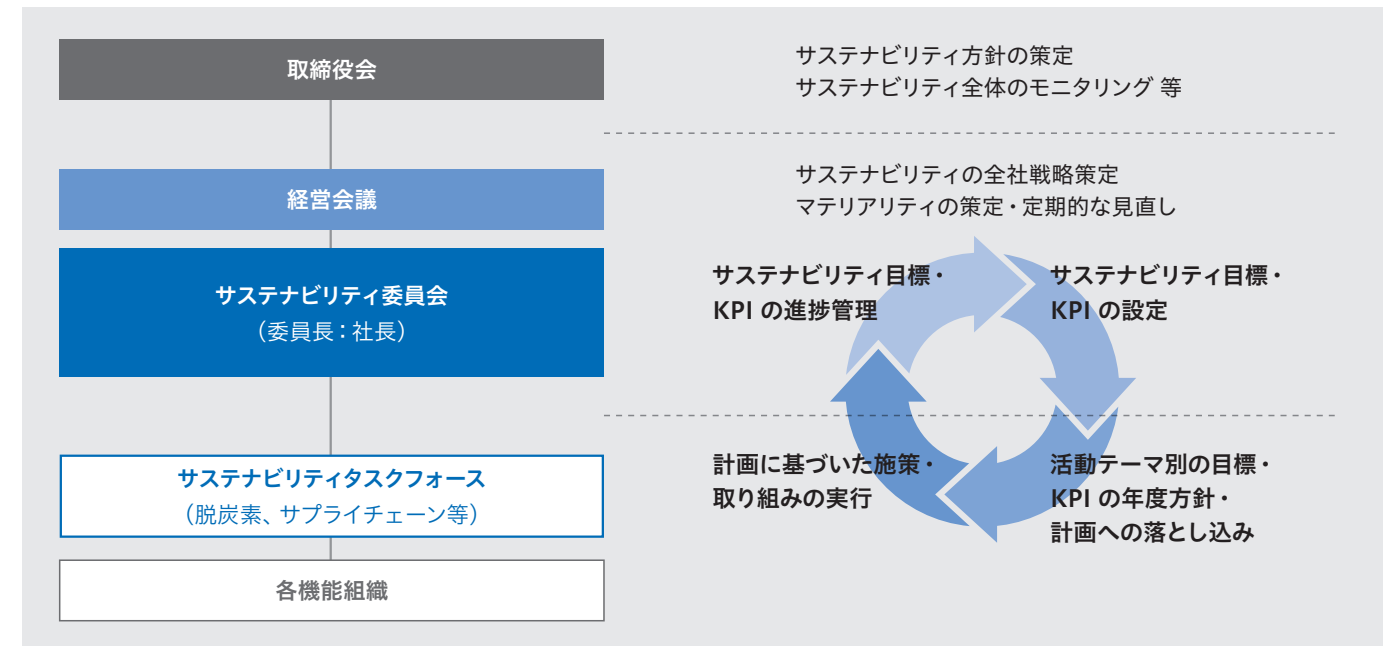 取締役会
サステナビリティ方針の策定
サステナビリティ全体のモニタリング 等
経営会議
サステナビリティの全社戦略策定
マテリアリティの策定・定期的な見直し
サステナビリティ委員会
（委員長：社長）
サステナビリティ目標・
KPI の進捗管理
サステナビリティ目標・
KPI の設定
サステナビリティタスクフォース
（脱炭素、サプライチェーン等）
計画に基づいた施策・
取り組みの実行
活動テーマ別の目標・
KPI の年度方針・
計画への落とし込み
各機能組織